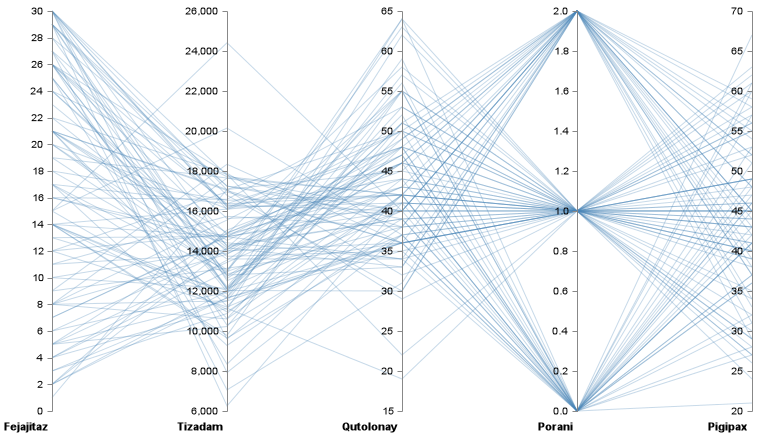 30 28 26 24 22 20 18 16 14 12 10 8 6 4 2 0
26,000 24,000 22,000 20,000 18,000 16,000 14,000 12,000 10,000 8,000 6,000
65 60 55 50 45 40 35 30 25 20 15
2.0 1.8 1.6 1.4 1.2 1.0 0.8 0.6 0.4 0.2 0.0
70 65 60 55 50 45 40 35 30 25 20
Fejajitaz Tizadam Qutolonay Porani Pigipax